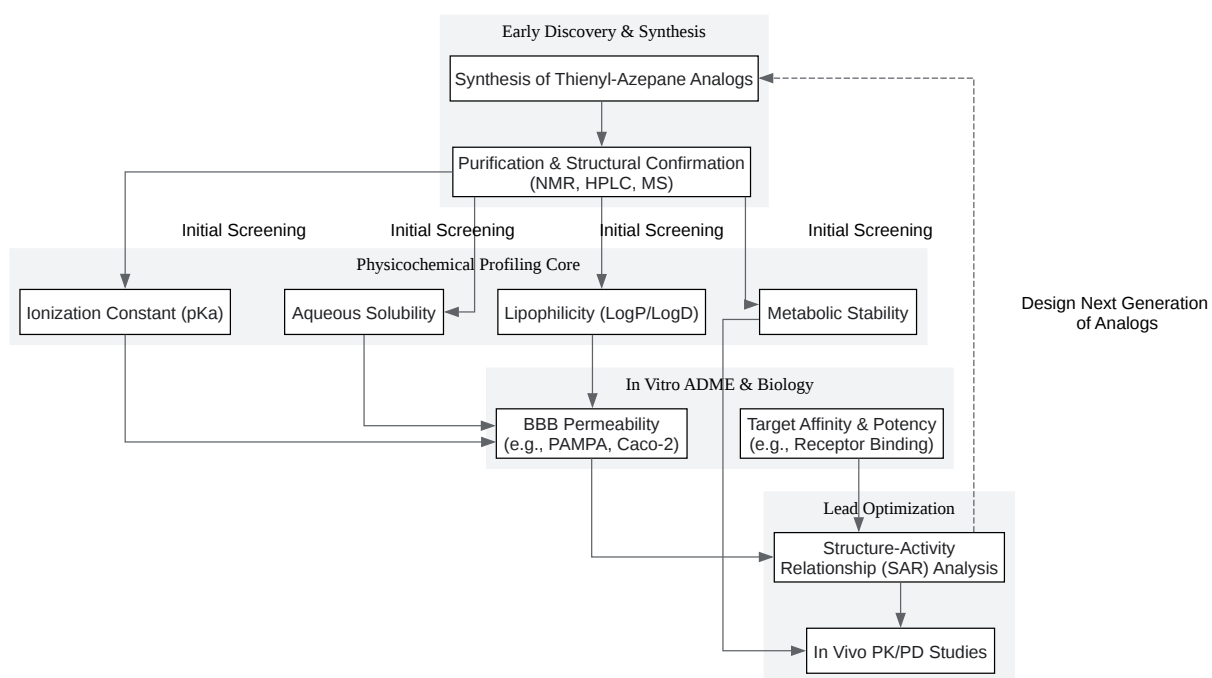 Early Discovery & Synthesis
Synthesis of Thienyl-Azepane Analogs
Purification & Structural Confirmation
(NMR, HPLC, MS)
Initial Screening
Initial Screening
Initial Screening
Initial Screening
Physicochemical Profiling Core
Ionization Constant (pKa)
Aqueous Solubility
Lipophilicity (LogP/LogD)
Metabolic Stability
Design Next Generation
of Analogs
In Vitro ADME & Biology
BBB Permeability
(e.g., PAMPA, Caco-2)
Target Affinity & Potency
(e.g., Receptor Binding)
Lead Optimization
Structure-Activity
Relationship (SAR) Analysis
In Vivo PK/PD Studies